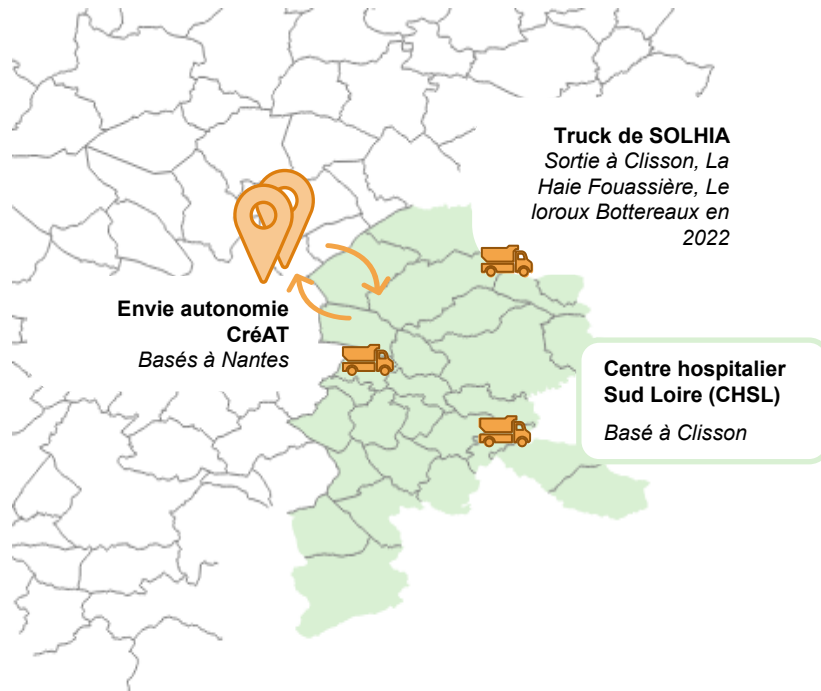 Truck de SOLHIA
Sortie à Clisson, La
Haie Fouassière, Le
loroux Bottereaux en
2022
Envie autonomie
CréAT
Basés à Nantes
Centre hospitalier
Sud Loire (CHSL)
Basé à Clisson